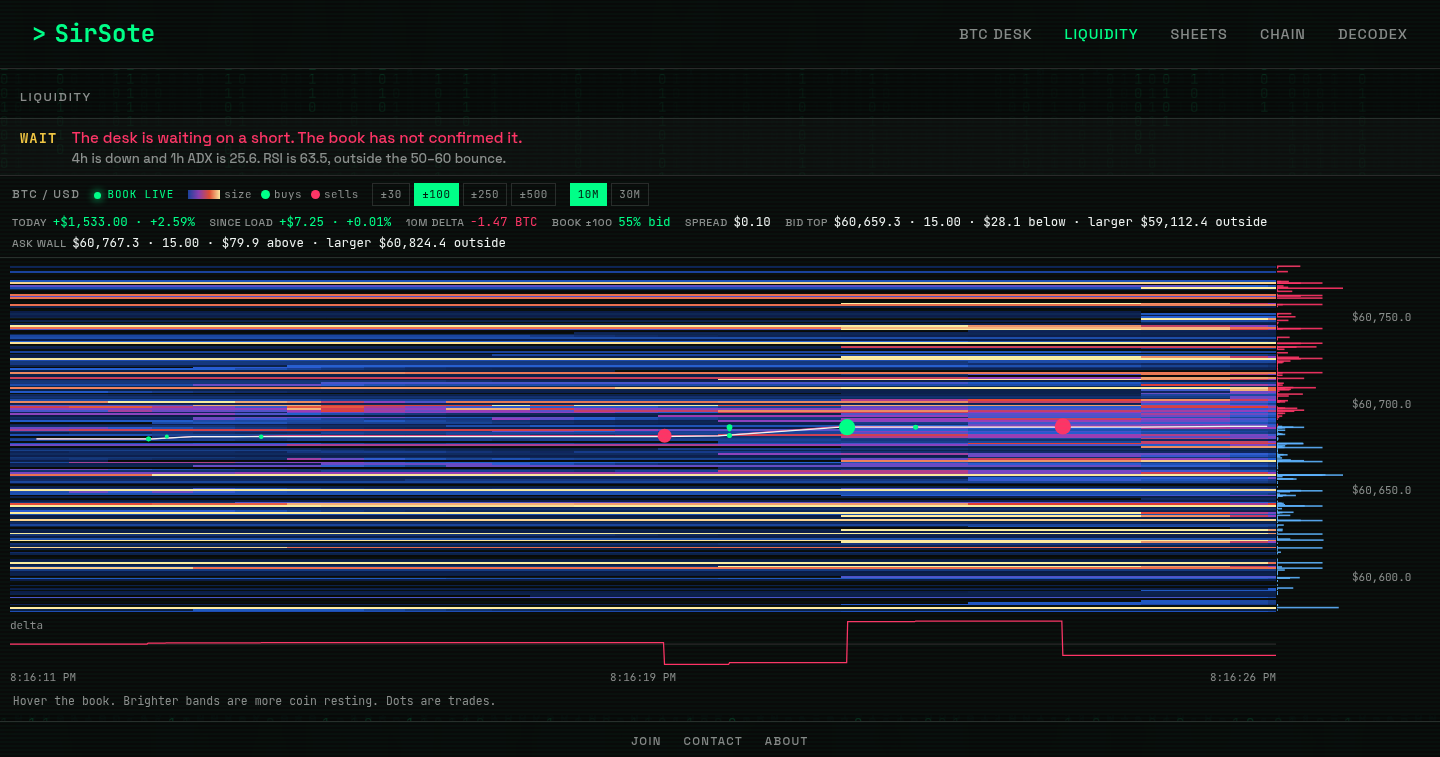 > SirSote
BTC DESK LIQUIDITY SHEETS CHAIN DECODEX
LIQUIDITY
WAIT The desk is waiting on a short. The book has not confirmed it.
4h is down and 1h ADX is 25.6. RSI is 63.5, outside the 50–60 bounce.
BTC / USD BOOK LIVE size buys sells ±30 ±100 ±250 ±500 10M 30M
TODAY +$1,533.00 · +2.59% SINCE LOAD +$7.25 · +0.01% 10M DELTA -1.47 BTC BOOK ±100 55% bid SPREAD $0.10 BID TOP $60,659.3 · 15.00 · $28.1 below · larger $59,112.4 outside
ASK WALL $60,767.3 · 15.00 · $79.9 above · larger $60,824.4 outside
$60,750.0
$60,700.0
$60,650.0
$60,600.0
delta
8:16:11 PM 8:16:19 PM 8:16:26 PM
Hover the book. Brighter bands are more coin resting. Dots are trades.
JOIN CONTACT ABOUT